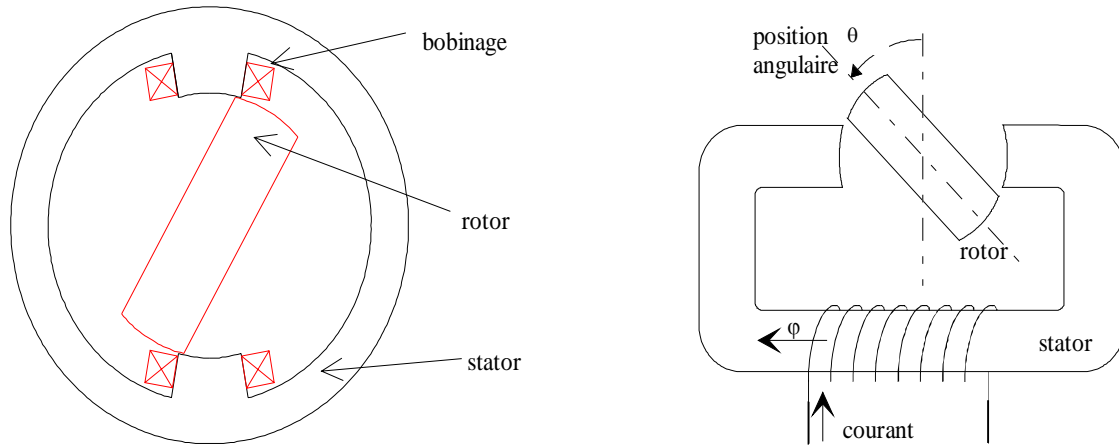 bobinage
rotor
stator
position
angulaire
θ
rotor
φ
stator
courant